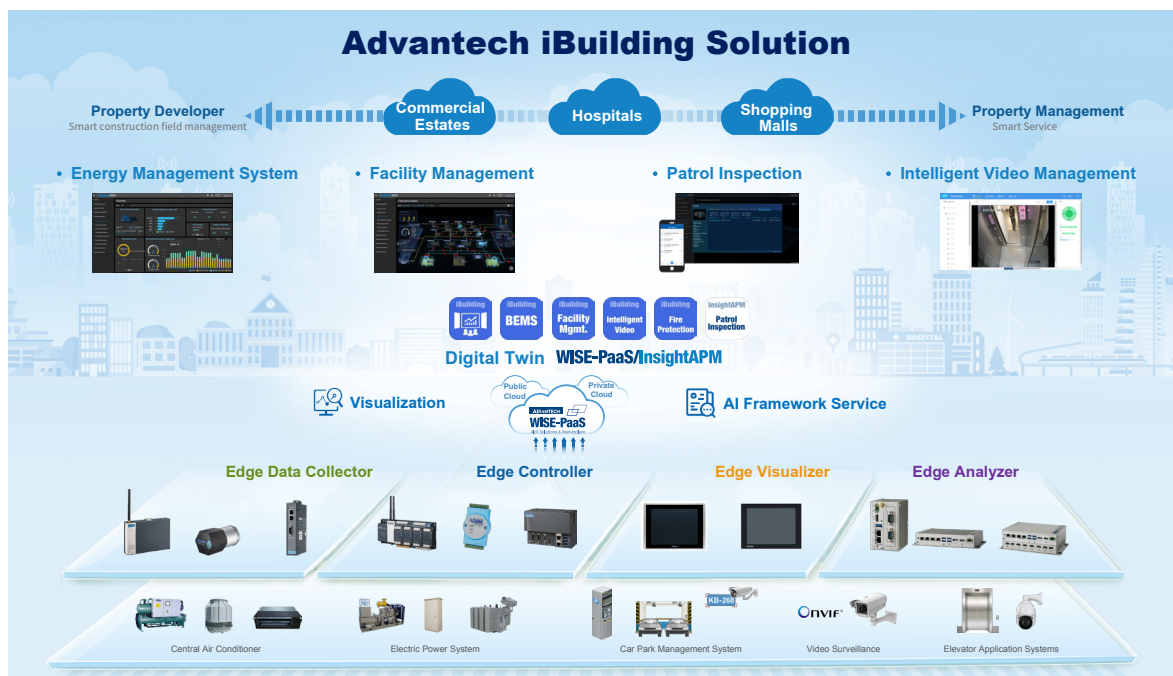 Advantech iBuilding Solution
Property Developer
Smart construction field management
Commercial
Estates
Hospitals
Shopping
Malls
Property Management
Smart Service
• Energy Management System
• Facility Management
• Patrol Inspection
• Intelligent Video Management
iBuilding
iBuilding
BEMS
iBuilding
Facility
Mgmt.
iBuilding
Intelligent
Video
iBuilding
Fire
Protection
InsightAPM
Patrol
Inspection
Digital Twin WISE-PaaS/InsightAPM
HOSPITAL
Visualization
Public
Cloud
Private
Cloud
ADVANTECH
WISE-PaaS
AI Framework Service
Edge Data Collector
Edge Controller
Edge Visualizer
Edge Analyzer
ADAM
KB-268
ONVIF
Central Air Conditioner
Electric Power System
Car Park Management System
Video Surveillance
Elevator Application Systems